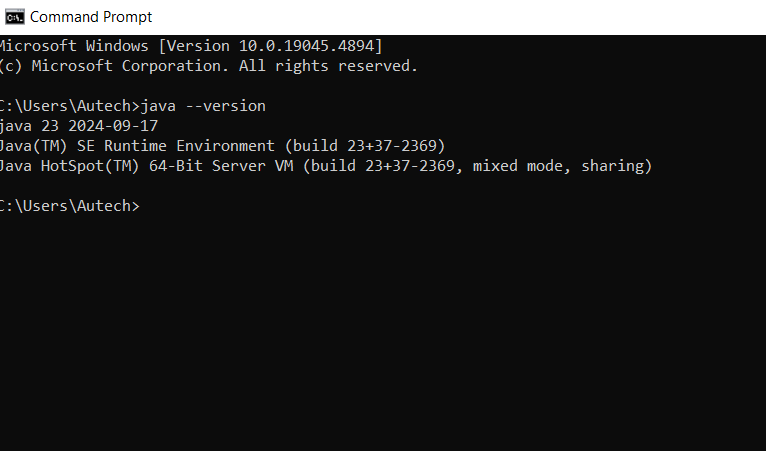 Command Prompt
Microsoft Windows [Version 10.0.19045.4894]
(c) Microsoft Corporation. All rights reserved.
C:\Users\Autech>java --version
java 23 2024-09-17
Java(TM) SE Runtime Environment (build 23+37-2369)
Java HotSpot(TM) 64-Bit Server VM (build 23+37-2369, mixed mode, sharing)
C:\Users\Autech>